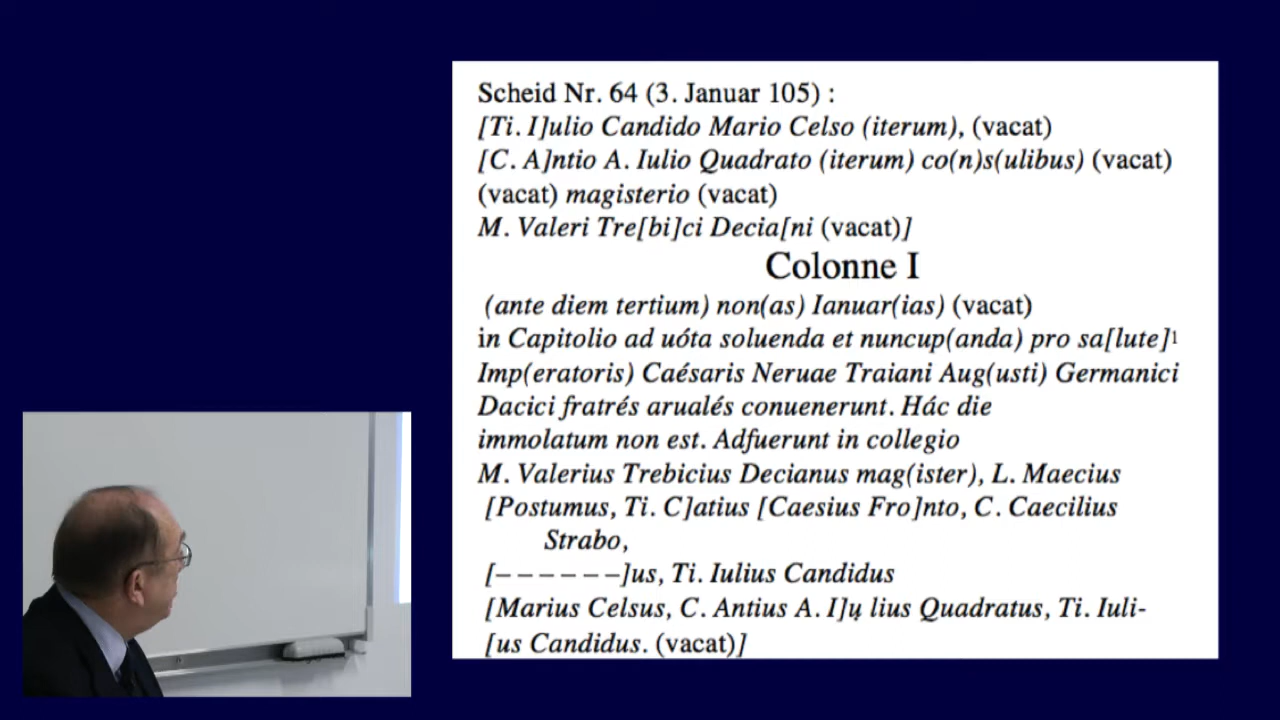 Scheid Nr. 64 (3. Januar 105) :
[Ti. I]ulio Candido Mario Celso (iterum), (vacat)
[C. A]ntio A. Iulio Quadrato (iterum) co(n)s(ulibus) (vacat)
(vacat) magisterio (vacat)
M. Valeri Tre[bi]ci Decia[ni (vacat)]
Colonne I
(ante diem tertium) non(as) Ianuar(ias) (vacat)
in Capitolio ad uóta soluenda et nuncup(anda) pro sa[lute]¹
Imp(eratoris) Caésaris Neruae Traiani Aug(usti) Germanici
Dacici fratrés arualés conuenerunt. Hác die
immolatum non est. Adfuerunt in collegio
M. Valerius Trebicius Decianus mag(ister), L. Maecius
[Postumus, Ti. C]atius [Caesius Fro]nto, C. Caecilius
Strabo,
[– – – – – –]us, Ti. Iulius Candidus
[Marius Celsus, C. Antius A. I]ụ lius Quadratus, Ti. Iuli-
[us Candidus. (vacat)]